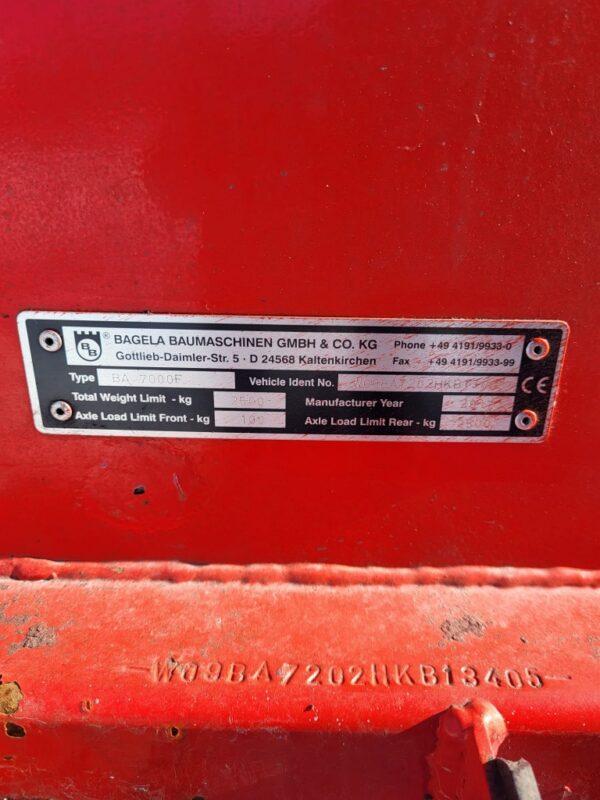 BB ®
BAGELA BAUMASCHINEN GMBH & CO. KG Phone +49 4191/9933-0
Gottlieb-Daimler-Str. 5 · D 24568 Kaltenkirchen Fax +49 4191/9933-99
Type BA 7000F Vehicle Ident No. CE
Total Weight Limit - kg Manufacturer Year
Axle Load Limit Front - kg 100 Axle Load Limit Rear - kg
W09BA7202HKB13405